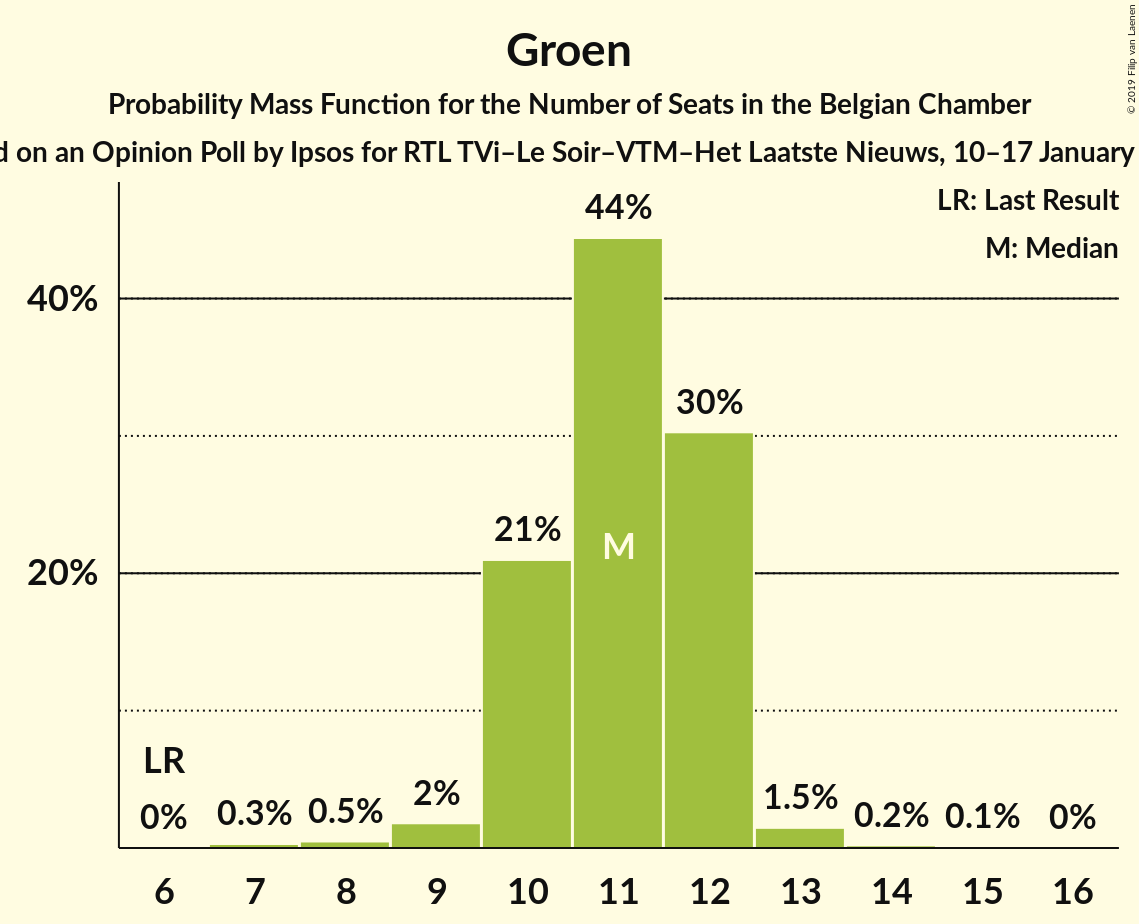 © 2019 Filip van Laenen
Groen
Probability Mass Function for the Number of Seats in the Belgian Chamber
on an Opinion Poll by Ipsos for RTL TVi–Le Soir–VTM–Het Laatste Nieuws, 10–17 January
LR: Last Result
M: Median
44%
40%
30%
21%
M
20%
LR
0% 0.3% 0.5% 2% 1.5% 0.2% 0.1% 0%
6 7 8 9 10 11 12 13 14 15 16